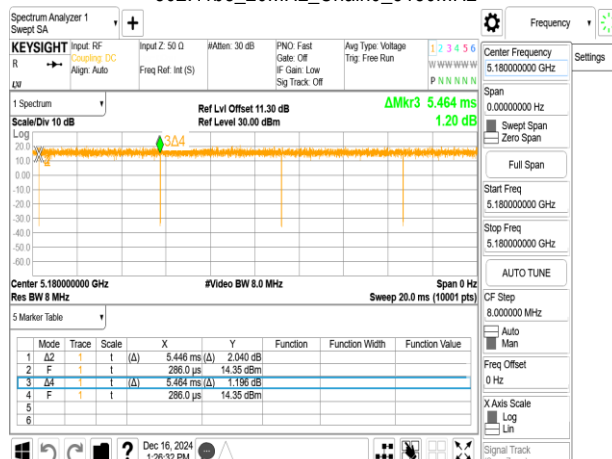 Spectrum Analyzer 1
Swept SA
Frequency
Settings
KEYSIGHT
R
LXI
Input: RF
Coupling: DC
Align: Auto
Input Z: 50 Ω
Freq Ref: Int (S)
#Atten: 30 dB
PNO: Fast
Gate: Off
IF Gain: Low
Sig Track: Off
Avg Type: Voltage
Trig: Free Run
1 2 3 4 5 6
W W W W W W
P N N N N N
1 Spectrum
Scale/Div 10 dB
Ref Lvl Offset 11.30 dB
Ref Level 30.00 dBm
ΔMkr3 5.464 ms
1.20 dB
Log
20.0
10.0
0.00
-10.0
-20.0
-30.0
-40.0
-50.0
-60.0
3Δ4
Center 5.180000000 GHz
Res BW 8 MHz
#Video BW 8.0 MHz
Span 0 Hz
Sweep 20.0 ms (10001 pts)
5 Marker Table
Mode Trace Scale X Y Function Function Width Function Value
1 Δ2 1 t (Δ) 5.446 ms (Δ) 2.040 dB
2 F 1 t 286.0 µs 14.35 dBm
3 Δ4 1 t (Δ) 5.464 ms (Δ) 1.196 dB
4 F 1 t 286.0 µs 14.35 dBm
5
6
Dec 16, 2024
1:26:32 PM
Center Frequency
5.180000000 GHz
Span
0.00000000 Hz
Swept Span
Zero Span
Full Span
Start Freq
5.180000000 GHz
Stop Freq
5.180000000 GHz
AUTO TUNE
CF Step
8.000000 MHz
Auto
Man
Freq Offset
0 Hz
X Axis Scale
Log
Lin
Signal Track